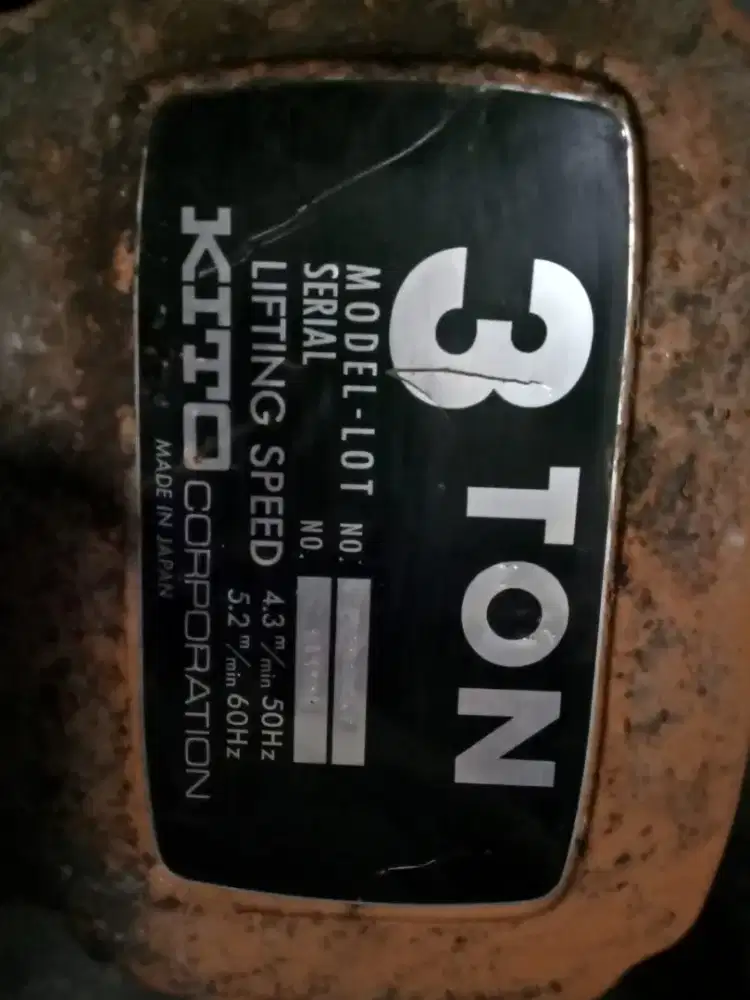 3 TON
MODEL-LOT NO.
SERIAL NO.
LIFTING SPEED 4.3 m/min 50Hz
5.2 m/min 60Hz
KITO CORPORATION
MADE IN JAPAN